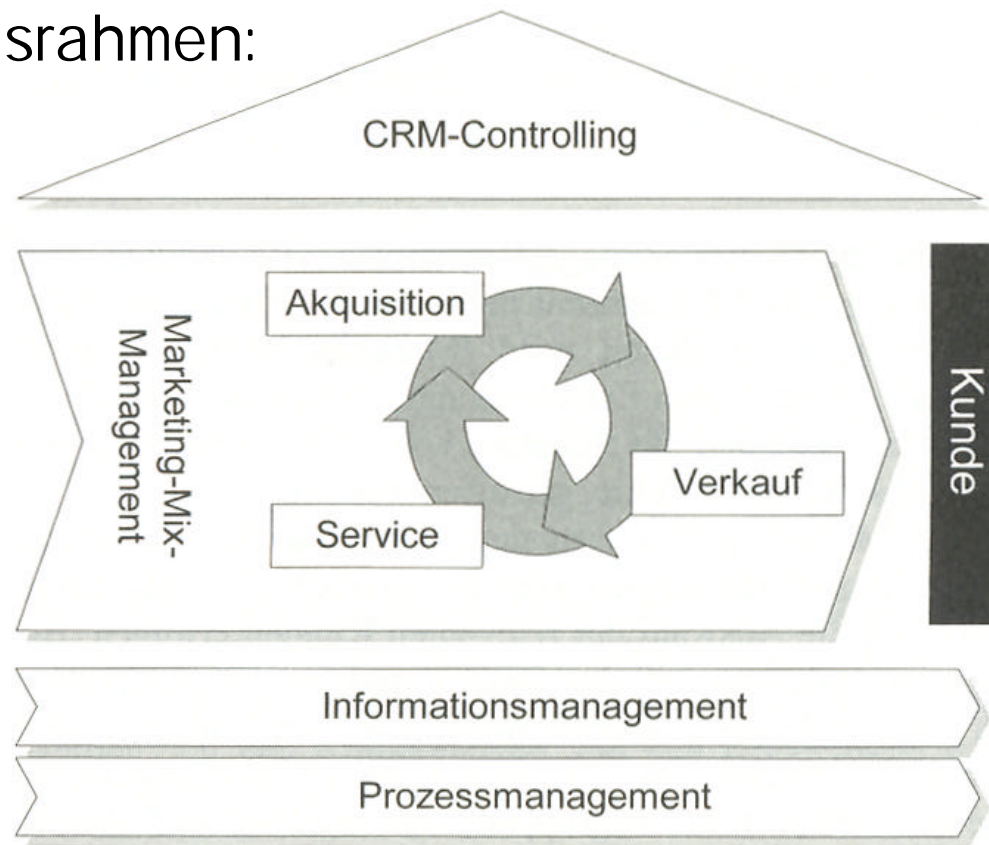 srahmen:
CRM-Controlling
Akquisition
Marketing-Mix-
Management
Kunde
Verkauf
Service
Informationsmanagement
Prozessmanagement